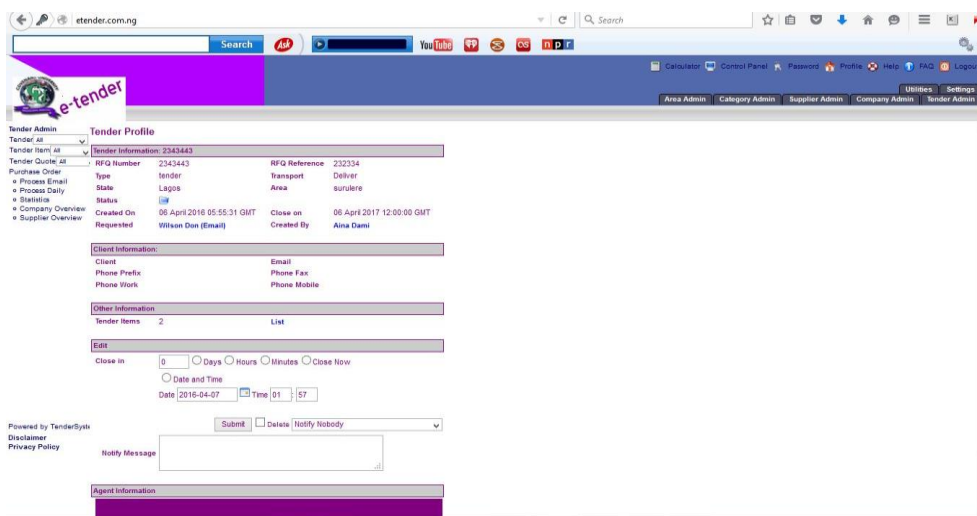 etender.com.ng
Search
Search
Ask
YouTube
npr
Calculator Control Panel Password Profile Help FAQ Logou
e-tender
Utilities Settings
Area Admin Category Admin Supplier Admin Company Admin Tender Admin
Tender Admin
Tender All
Tender Item All
Tender Quote All
Purchase Order
Process Email
Process Daily
Statistics
Company Overview
Supplier Overview
Tender Profile
Tender Information: 2343443
RFQ Number 2343443 RFQ Reference 232334
Type tender Transport Deliver
State Lagos Area surulere
Status
Created On 06 April 2016 05:55:31 GMT Close on 06 April 2017 12:00:00 GMT
Requested Wilson Don (Email) Created By Aina Dami
Client Information:
Client Email
Phone Prefix Phone Fax
Phone Work Phone Mobile
Other Information
Tender Items 2 List
Edit
Close in 0 Days Hours Minutes Close Now
Date and Time
Date 2016-04-07 Time 01 : 57
Submit Delete Notify Nobody
Notify Message
Powered by TenderSyste
Disclaimer
Privacy Policy
Agent Information